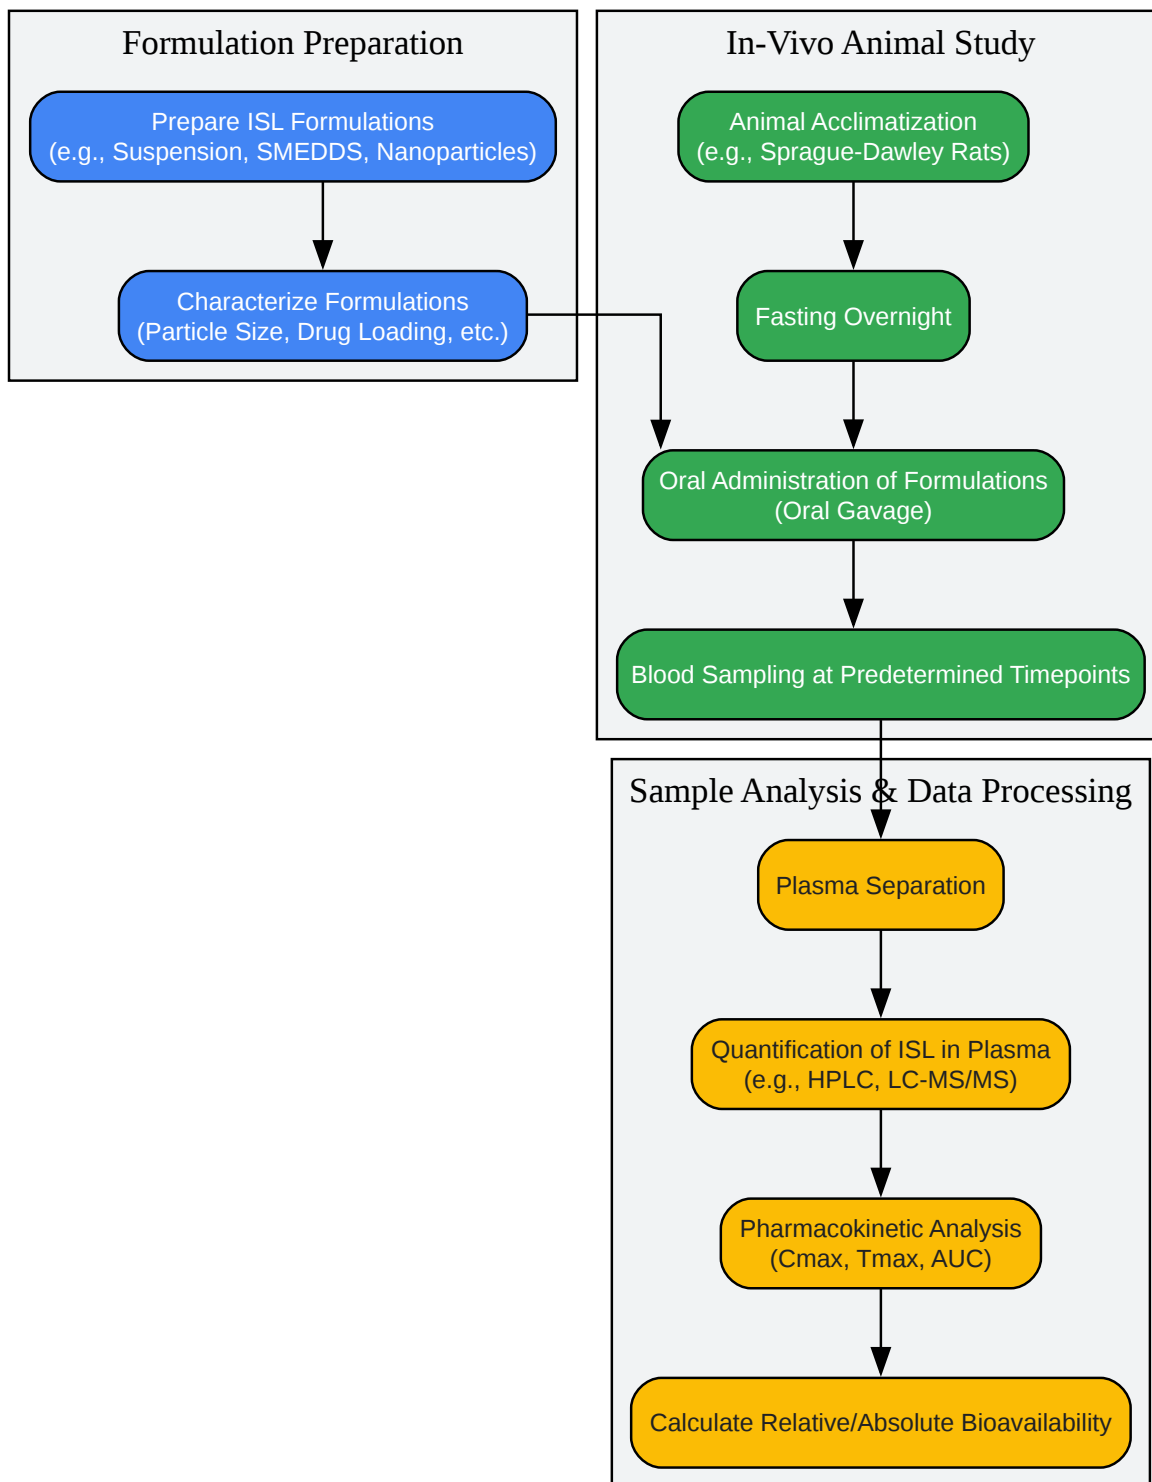 Formulation Preparation
Prepare ISL Formulations
(e.g., Suspension, SMEDDS, Nanoparticles)
Characterize Formulations
(Particle Size, Drug Loading, etc.)
In-Vivo Animal Study
Animal Acclimatization
(e.g., Sprague-Dawley Rats)
Fasting Overnight
Oral Administration of Formulations
(Oral Gavage)
Blood Sampling at Predetermined Timepoints
Sample Analysis & Data Processing
Plasma Separation
Quantification of ISL in Plasma
(e.g., HPLC, LC-MS/MS)
Pharmacokinetic Analysis
(Cmax, Tmax, AUC)
Calculate Relative/Absolute Bioavailability